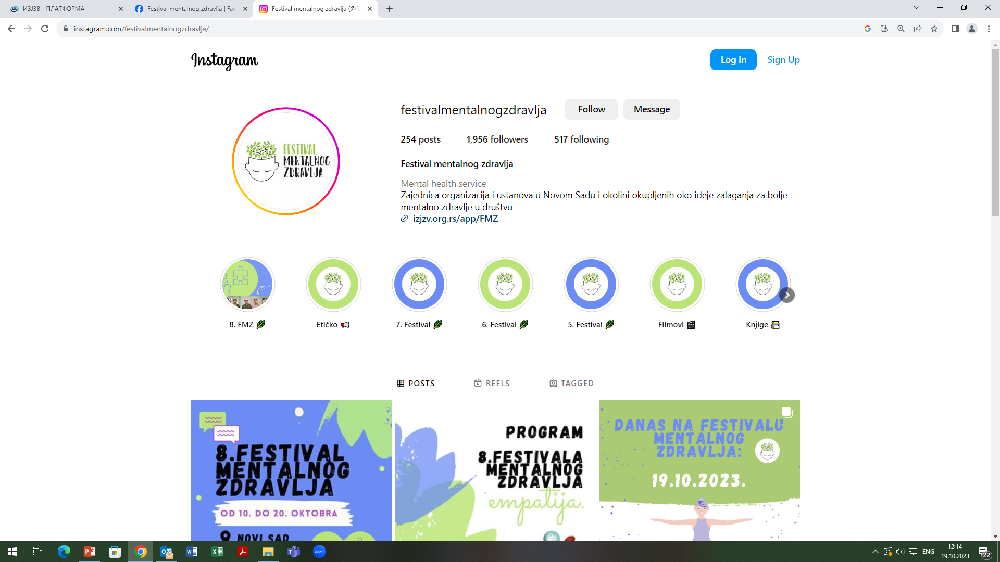 ИЗЈЗВ - ПЛАТФОРМА
Festival mentalnog zdravlja | Fac
Festival mentalnog zdravlja (@fe
instagram.com/festivalmentalnogzdravlja/
Instagram
Log In
Sign Up
FESTIVAL
MENTALNOG
ZDRAVLJA
festivalmentalnogzdravlja
Follow
Message
254 posts
1,956 followers
517 following
Festival mentalnog zdravlja
Mental health service
Zajednica organizacija i ustanova u Novom Sadu i okolini okupljenih oko ideje zalaganja za bolje
mentalno zdravlje u društvu
izjzv.org.rs/app/FMZ
8. FMZ
Etičko
7. Festival
6. Festival
5. Festival
Filmovi
Knjige
POSTS
REELS
TAGGED
8.FESTIVAL
MENTALNOG
ZDRAVLJA
OD 10. DO 20. OKTOBRA
NOVI SAD
PROGRAM
8.FESTIVALA
MENTALNOG
ZDRAVLJA
empatija.
DANAS NA FESTIVALU
MENTALNOG
ZDRAVLJA:
19.10.2023.
zoom
ENG
12:14
19.10.2023
22